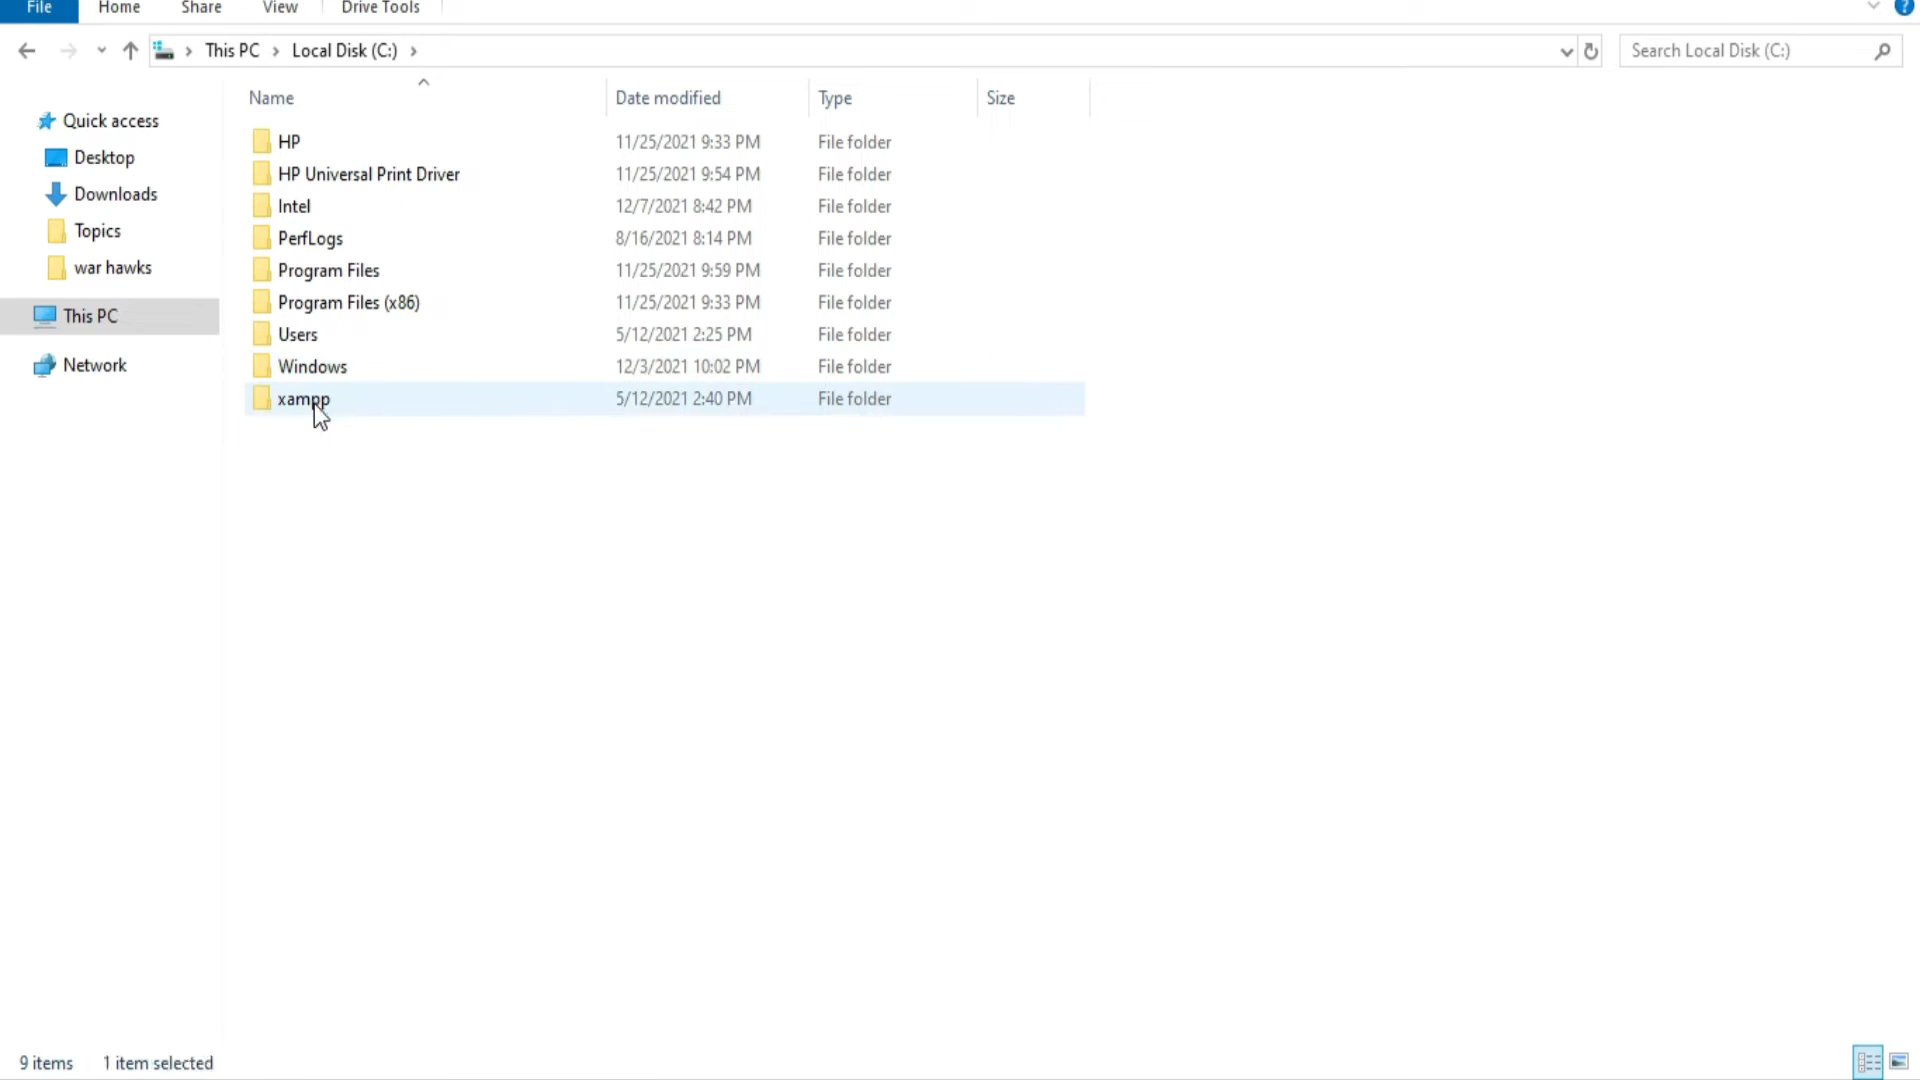 File Home Share View Drive Tools
This PC Local Disk (C:) Search Local Disk (C:)
Name Date modified Type Size
Quick access
Desktop
Downloads
Topics
war hawks
This PC
Network
HP 11/25/2021 9:33 PM File folder
HP Universal Print Driver 11/25/2021 9:54 PM File folder
Intel 12/7/2021 8:42 PM File folder
PerfLogs 8/16/2021 8:14 PM File folder
Program Files 11/25/2021 9:59 PM File folder
Program Files (x86) 11/25/2021 9:33 PM File folder
Users 5/12/2021 2:25 PM File folder
Windows 12/3/2021 10:02 PM File folder
xampp 5/12/2021 2:40 PM File folder
9 items 1 item selected